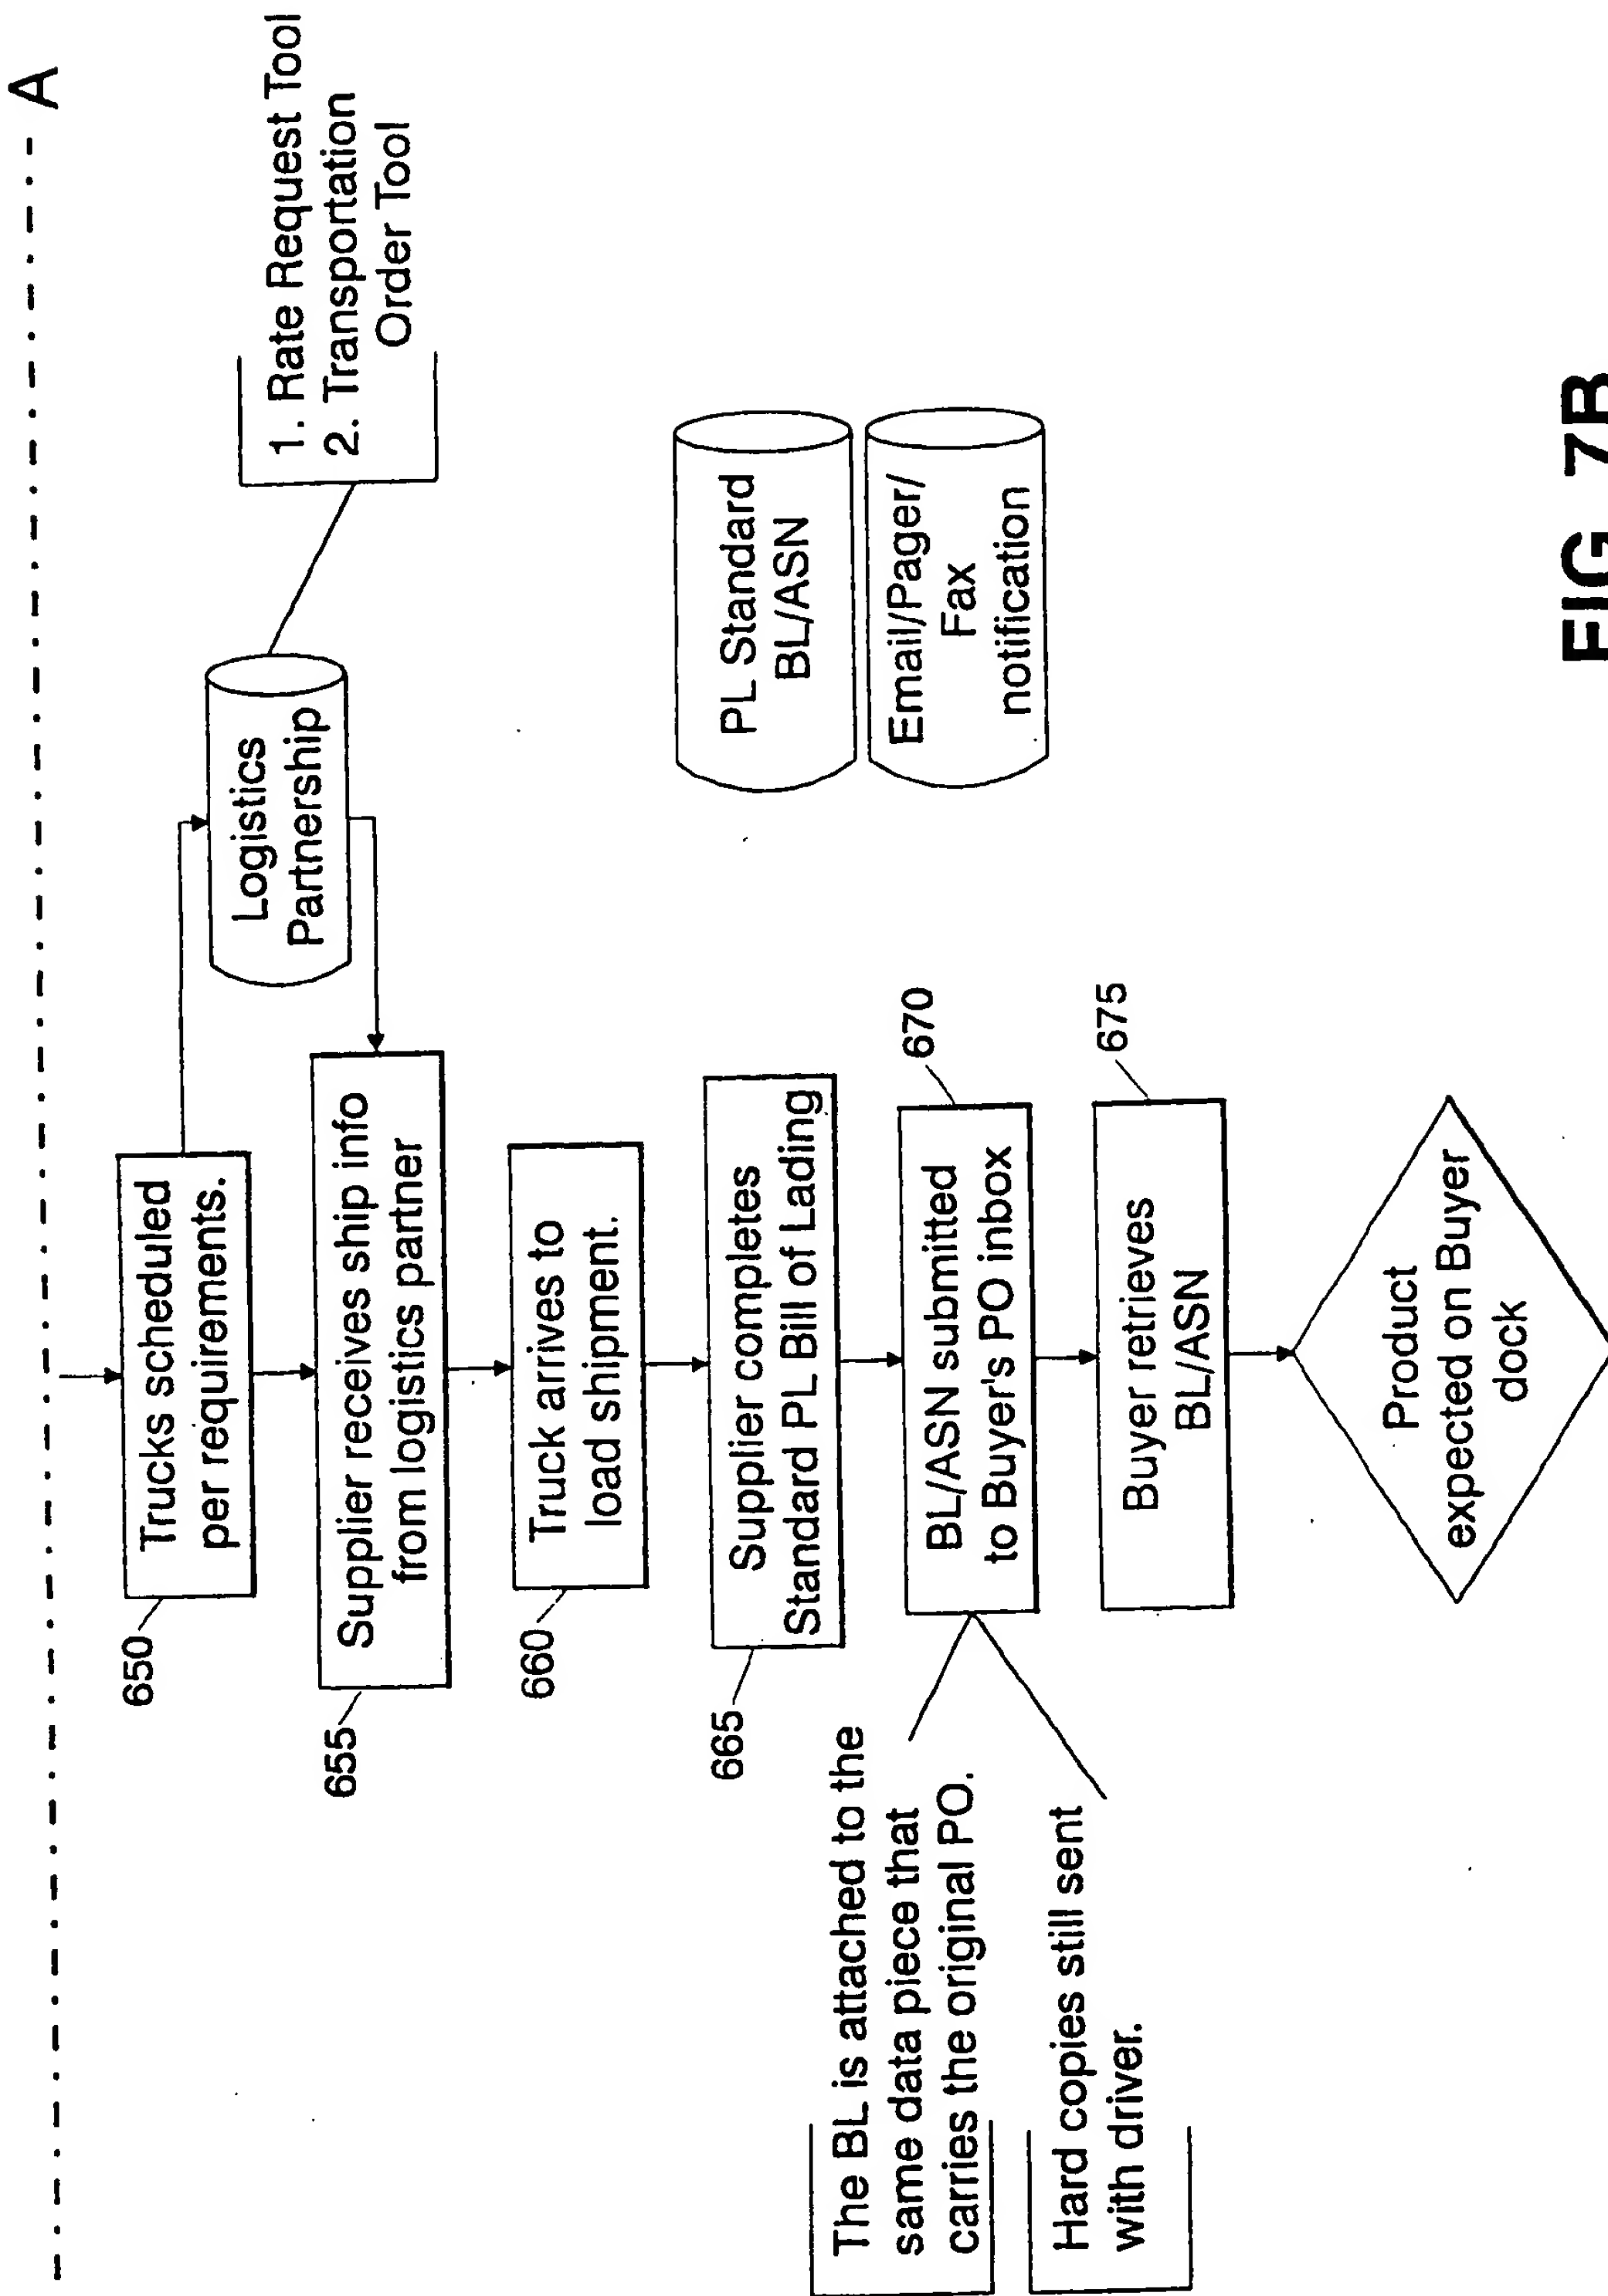 A
650
Trucks scheduled
per requirements.
Logistics
Partnership
1. Rate Request Tool
2. Transportation
Order Tool
655
Supplier receives ship info
from logistics partner
660
Truck arrives to
load shipment.
665
Supplier completes
Standard PL Bill of Lading
PL Standard
BL/ASN
The BL is attached to the
same data piece that
carries the original PO.
670
BL/ASN submitted
to Buyer's PO inbox
Email/Pager/
Fax
notification
Hard copies still sent
with driver.
675
Buyer retrieves
BL/ASN
Product
expected on Buyer
dock
FIG 7B